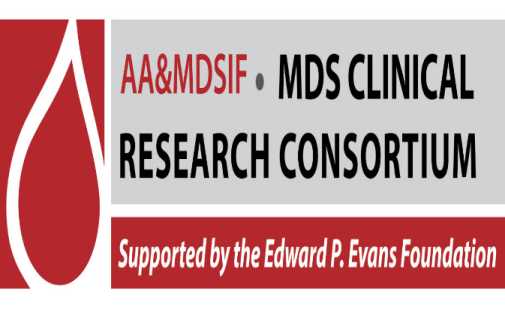 AA&MDSIF • MDS CLINICAL
RESEARCH CONSORTIUM
Supported by the Edward P. Evans Foundation